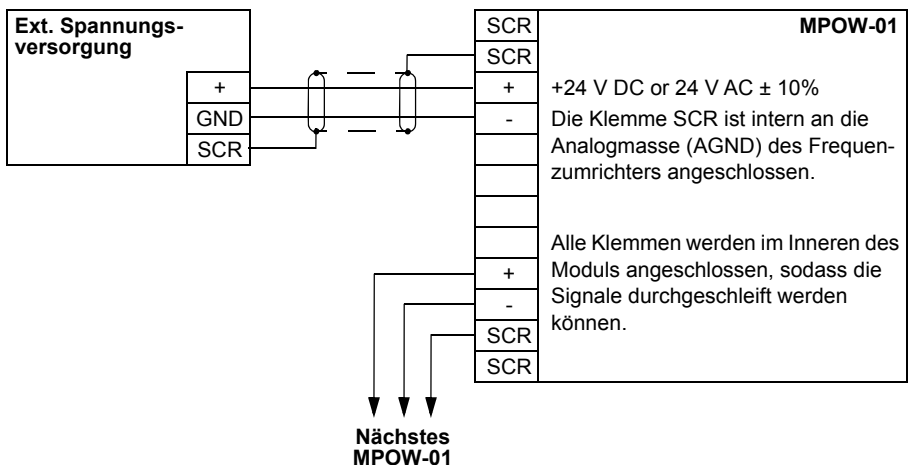 Ext. Spannungs-
versorgung
+
GND
SCR
SCR
MPOW-01
SCR
+
+24 V DC or 24 V AC ± 10%
-
Die Klemme SCR ist intern an die
Analogmasse (AGND) des Frequen-
zumrichters angeschlossen.
Alle Klemmen werden im Inneren des
+
Moduls angeschlossen, sodass die
-
Signale durchgeschleift werden
können.
SCR
SCR
Nächstes
MPOW-01